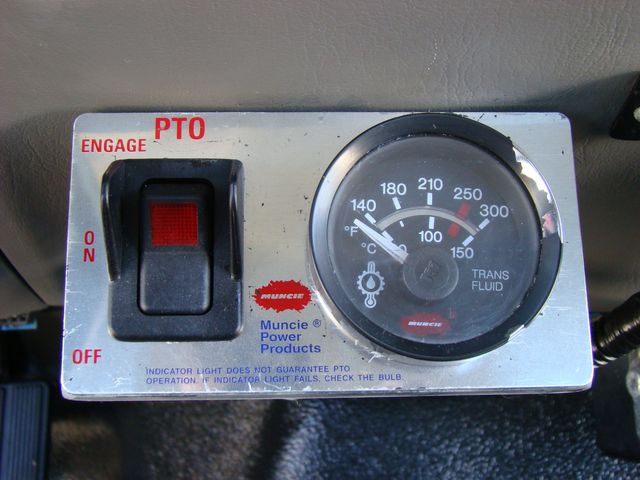 PTO
ENGAGE
ON
OFF
MUNCIE
Muncie ®
Power
Products
INDICATOR LIGHT DOES NOT GUARANTEE PTO
OPERATION. IF INDICATOR LIGHT FAILS, CHECK THE BULB.
140 180 210 250 300
°F
°C 100 150
TRANS
FLUID
MUNCIE